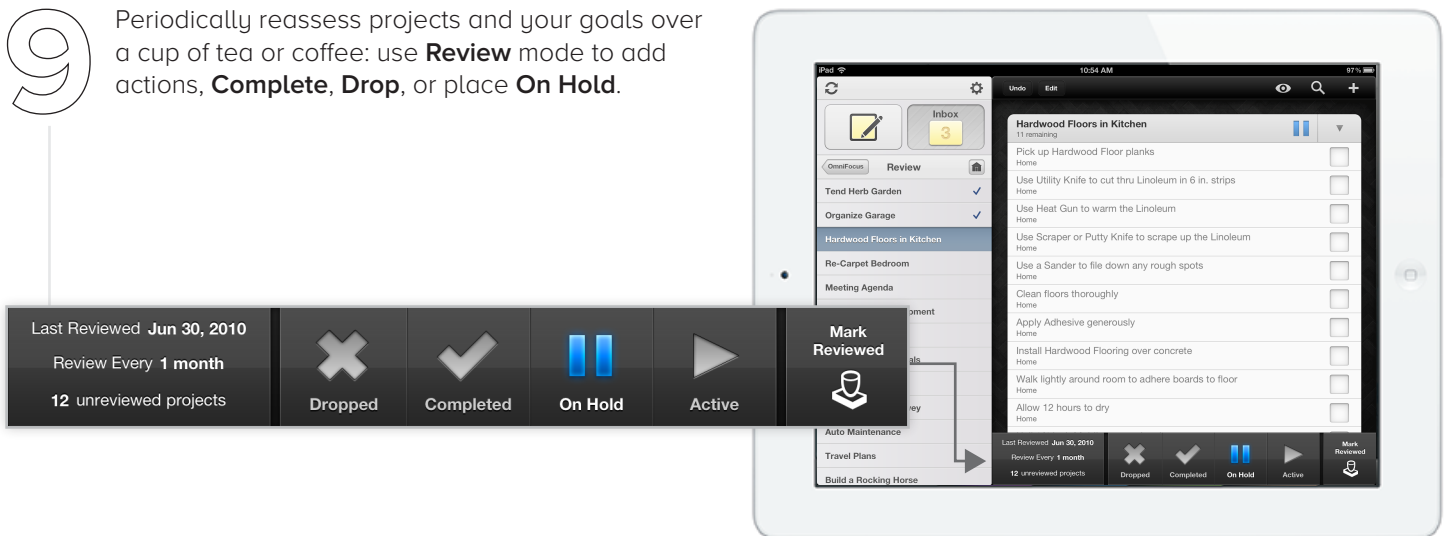 9
Periodically reassess projects and your goals over
a cup of tea or coffee: use Review mode to add
actions, Complete, Drop, or place On Hold.
Last Reviewed Jun 30, 2010
Review Every 1 month
12 unreviewed projects
Dropped
Completed
On Hold
Active
Mark
Reviewed
iPad
10:54 AM
97%
Undo
Edit
Inbox
3
OmniFocus
Review
Tend Herb Garden
Organize Garage
Hardwood Floors in Kitchen
Re-Carpet Bedroom
Meeting Agenda
Auto Maintenance
Travel Plans
Build a Rocking Horse
Hardwood Floors in Kitchen
11 remaining
Pick up Hardwood Floor planks
Home
Use Utility Knife to cut thru Linoleum in 6 in. strips
Home
Use Heat Gun to warm the Linoleum
Home
Use Scraper or Putty Knife to scrape up the Linoleum
Home
Use a Sander to file down any rough spots
Home
Clean floors thoroughly
Home
Apply Adhesive generously
Home
Install Hardwood Flooring over concrete
Home
Walk lightly around room to adhere boards to floor
Home
Allow 12 hours to dry
Home
Last Reviewed Jun 30, 2010
Review Every 1 month
12 unreviewed projects
Dropped
Completed
On Hold
Active
Mark
Reviewed